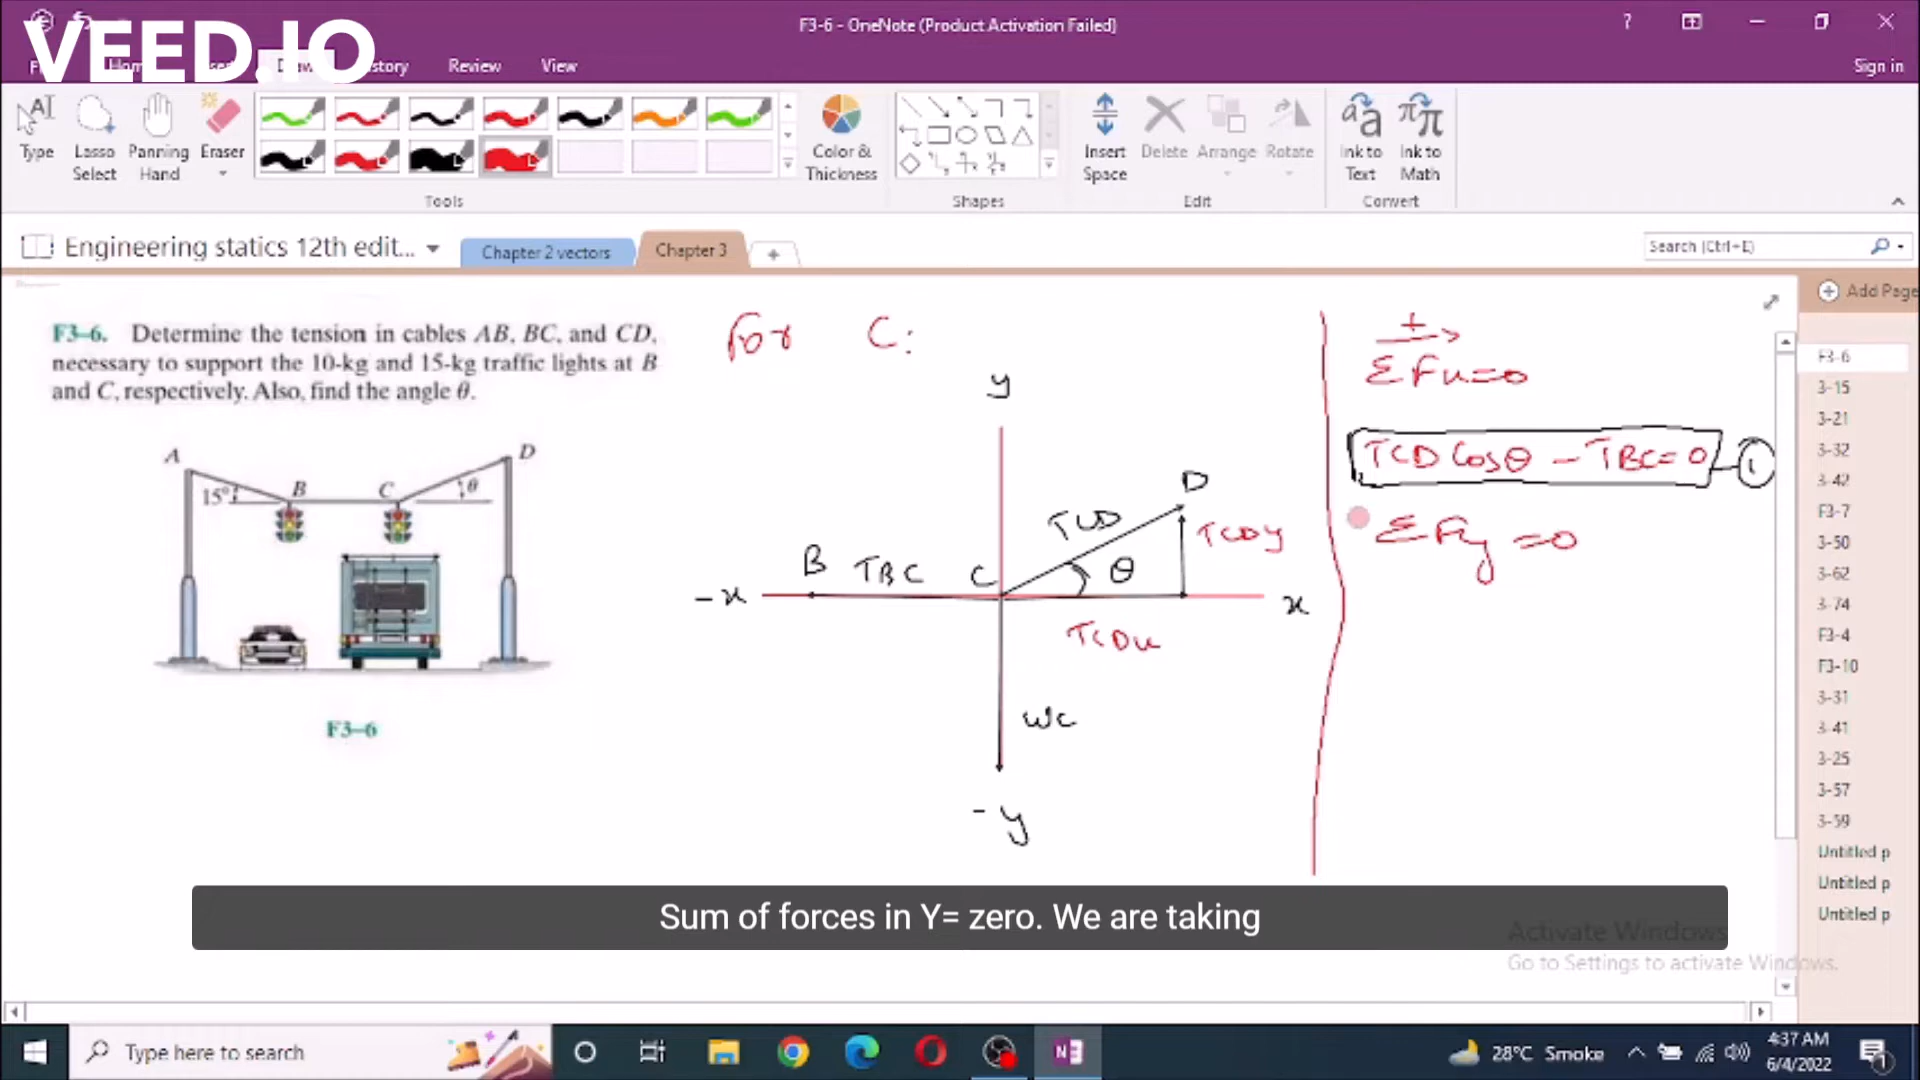 F3-6 - OneNote (Product Activation Failed)
VEED.IO
Review
View
Sign in
Type
Lasso Select
Panning Hand
Eraser
Color & Thickness
Insert Space
Delete
Arrange
Rotate
Ink to Text
Ink to Math
Tools
Shapes
Edit
Convert
Engineering statics 12th edit...
Chapter 2 vectors
Chapter 3
Search (Ctrl+E)
Add Page
F3–6. Determine the tension in cables AB, BC, and CD,
necessary to support the 10-kg and 15-kg traffic lights at B
and C, respectively. Also, find the angle θ.
A
D
15°
B
C
θ
F3–6
For C:
y
D
TCD
TCDy
B
TBC
C
θ
-x
x
TCDx
WC
-y
+
ΣFx=0
TCD Cosθ - TBC=0
1
ΣFy=0
F3-6
3-15
3-21
3-32
3-42
F3-7
3-50
3-62
3-74
F3-4
F3-10
3-31
3-41
3-25
3-57
3-59
Untitled p
Untitled p
Untitled p
Sum of forces in Y= zero. We are taking
Activate Windows
Go to Settings to activate Windows.
Type here to search
28°C Smoke
4:37 AM
6/4/2022